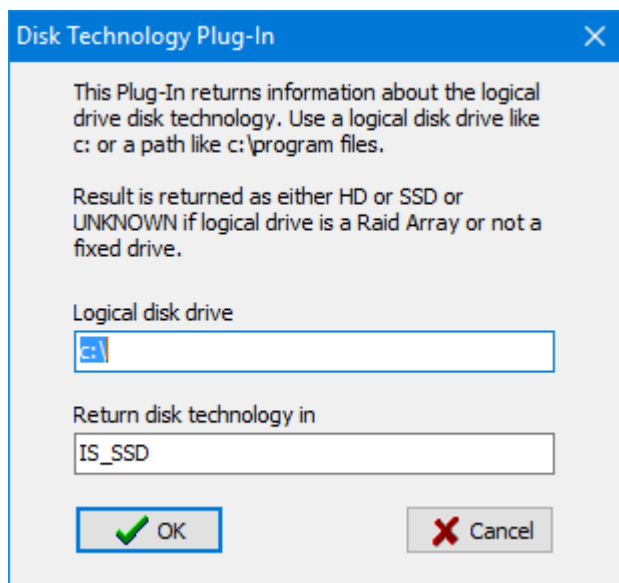 Disk Technology Plug-In
This Plug-In returns information about the logical
drive disk technology. Use a logical disk drive like
c: or a path like c:\program files.
Result is returned as either HD or SSD or
UNKNOWN if logical drive is a Raid Array or not a
fixed drive.
Logical disk drive
c:\
Return disk technology in
IS_SSD
OK
Cancel